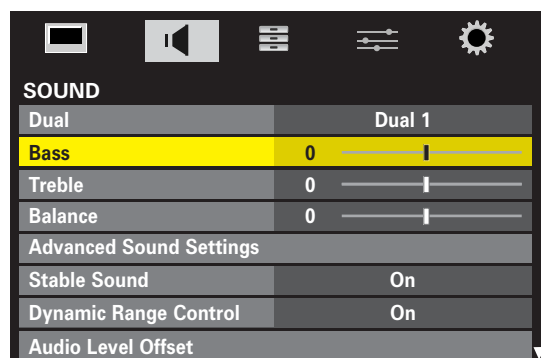 SOUND
Dual Dual 1
Bass 0
Treble 0
Balance 0
Advanced Sound Settings
Stable Sound On
Dynamic Range Control On
Audio Level Offset